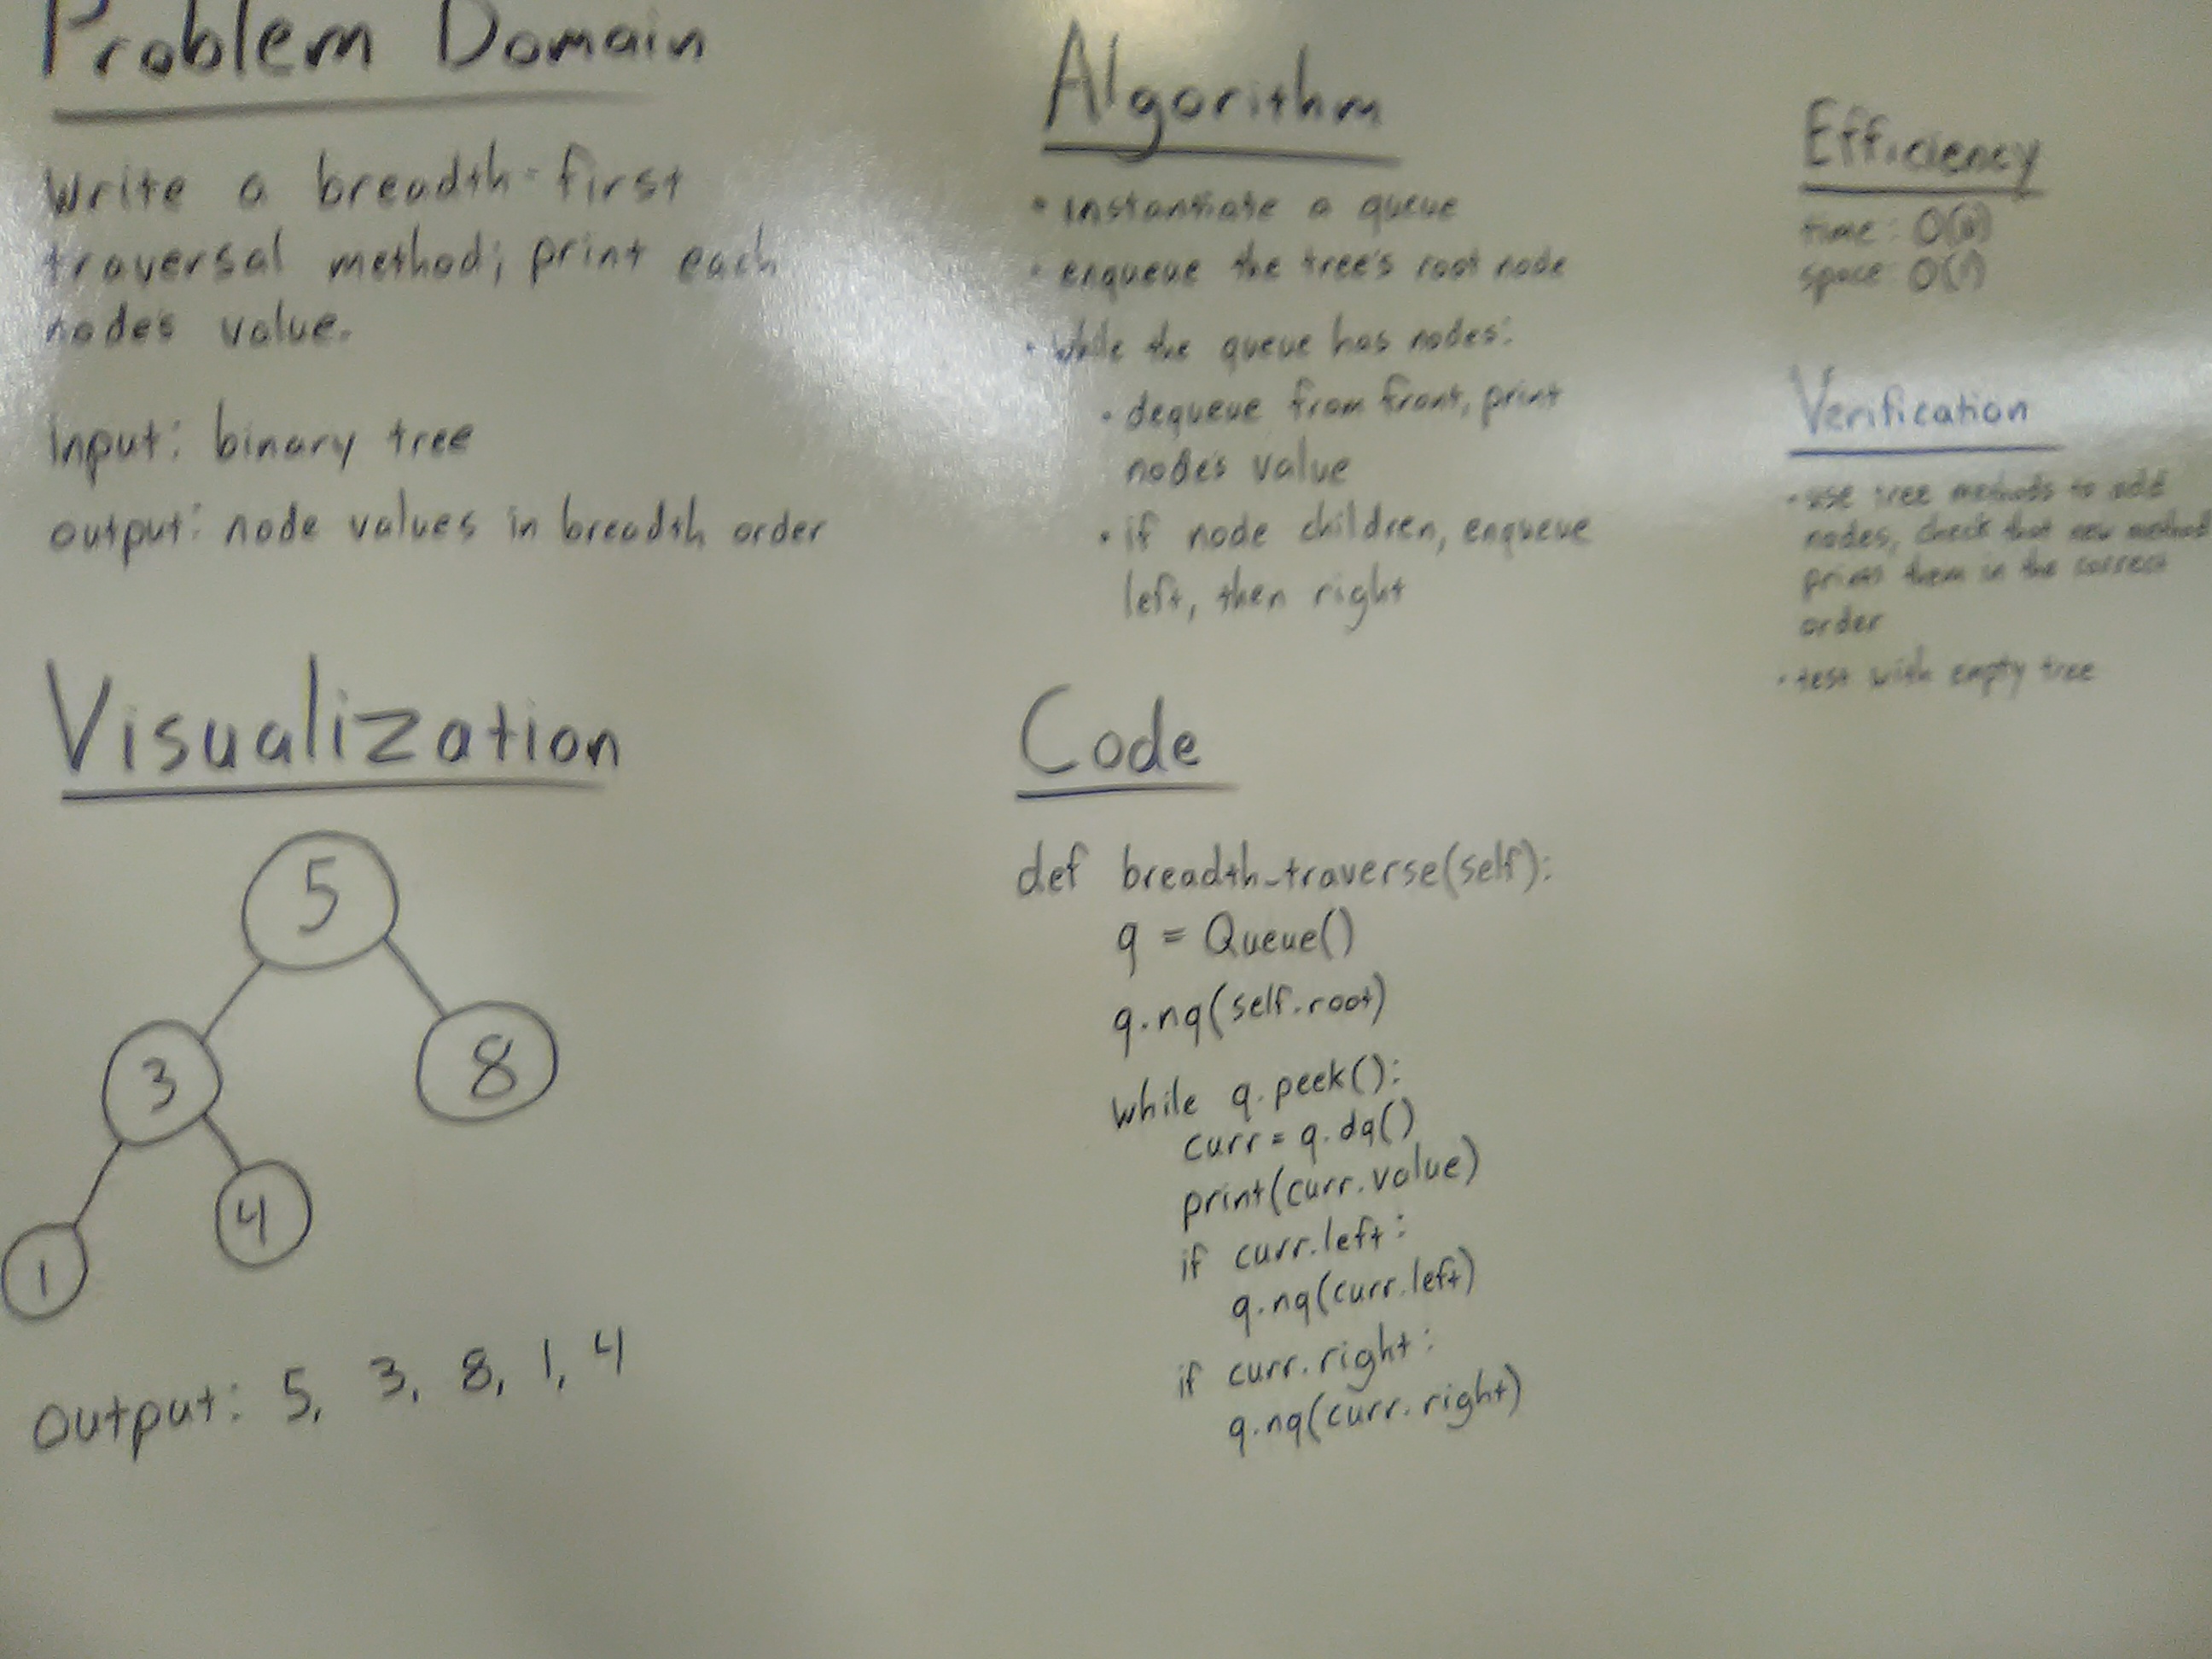 Problem Domain
Write a breadth-first
traversal method; print each
node's value.
Input: binary tree
output: node values in breadth order
Visualization
5
3
8
1
4
Output: 5, 3, 8, 1, 4
Algorithm
• instantiate a queue
• enqueue the tree's root node
• While the queue has nodes:
• dequeue from front, print
node's value
• if node children, enqueue
left, then right
Code
def breadth_traverse(self):
q = Queue()
q.nq(self.root)
while q.peek():
curr = q.dq()
print(curr.value)
if curr.left:
q.nq(curr.left)
if curr.right:
q.nq(curr.right)
Efficiency
time:
space:
Verification
• use tree methods to add
nodes, check that new method
prints them in the correct
order
• test with empty tree